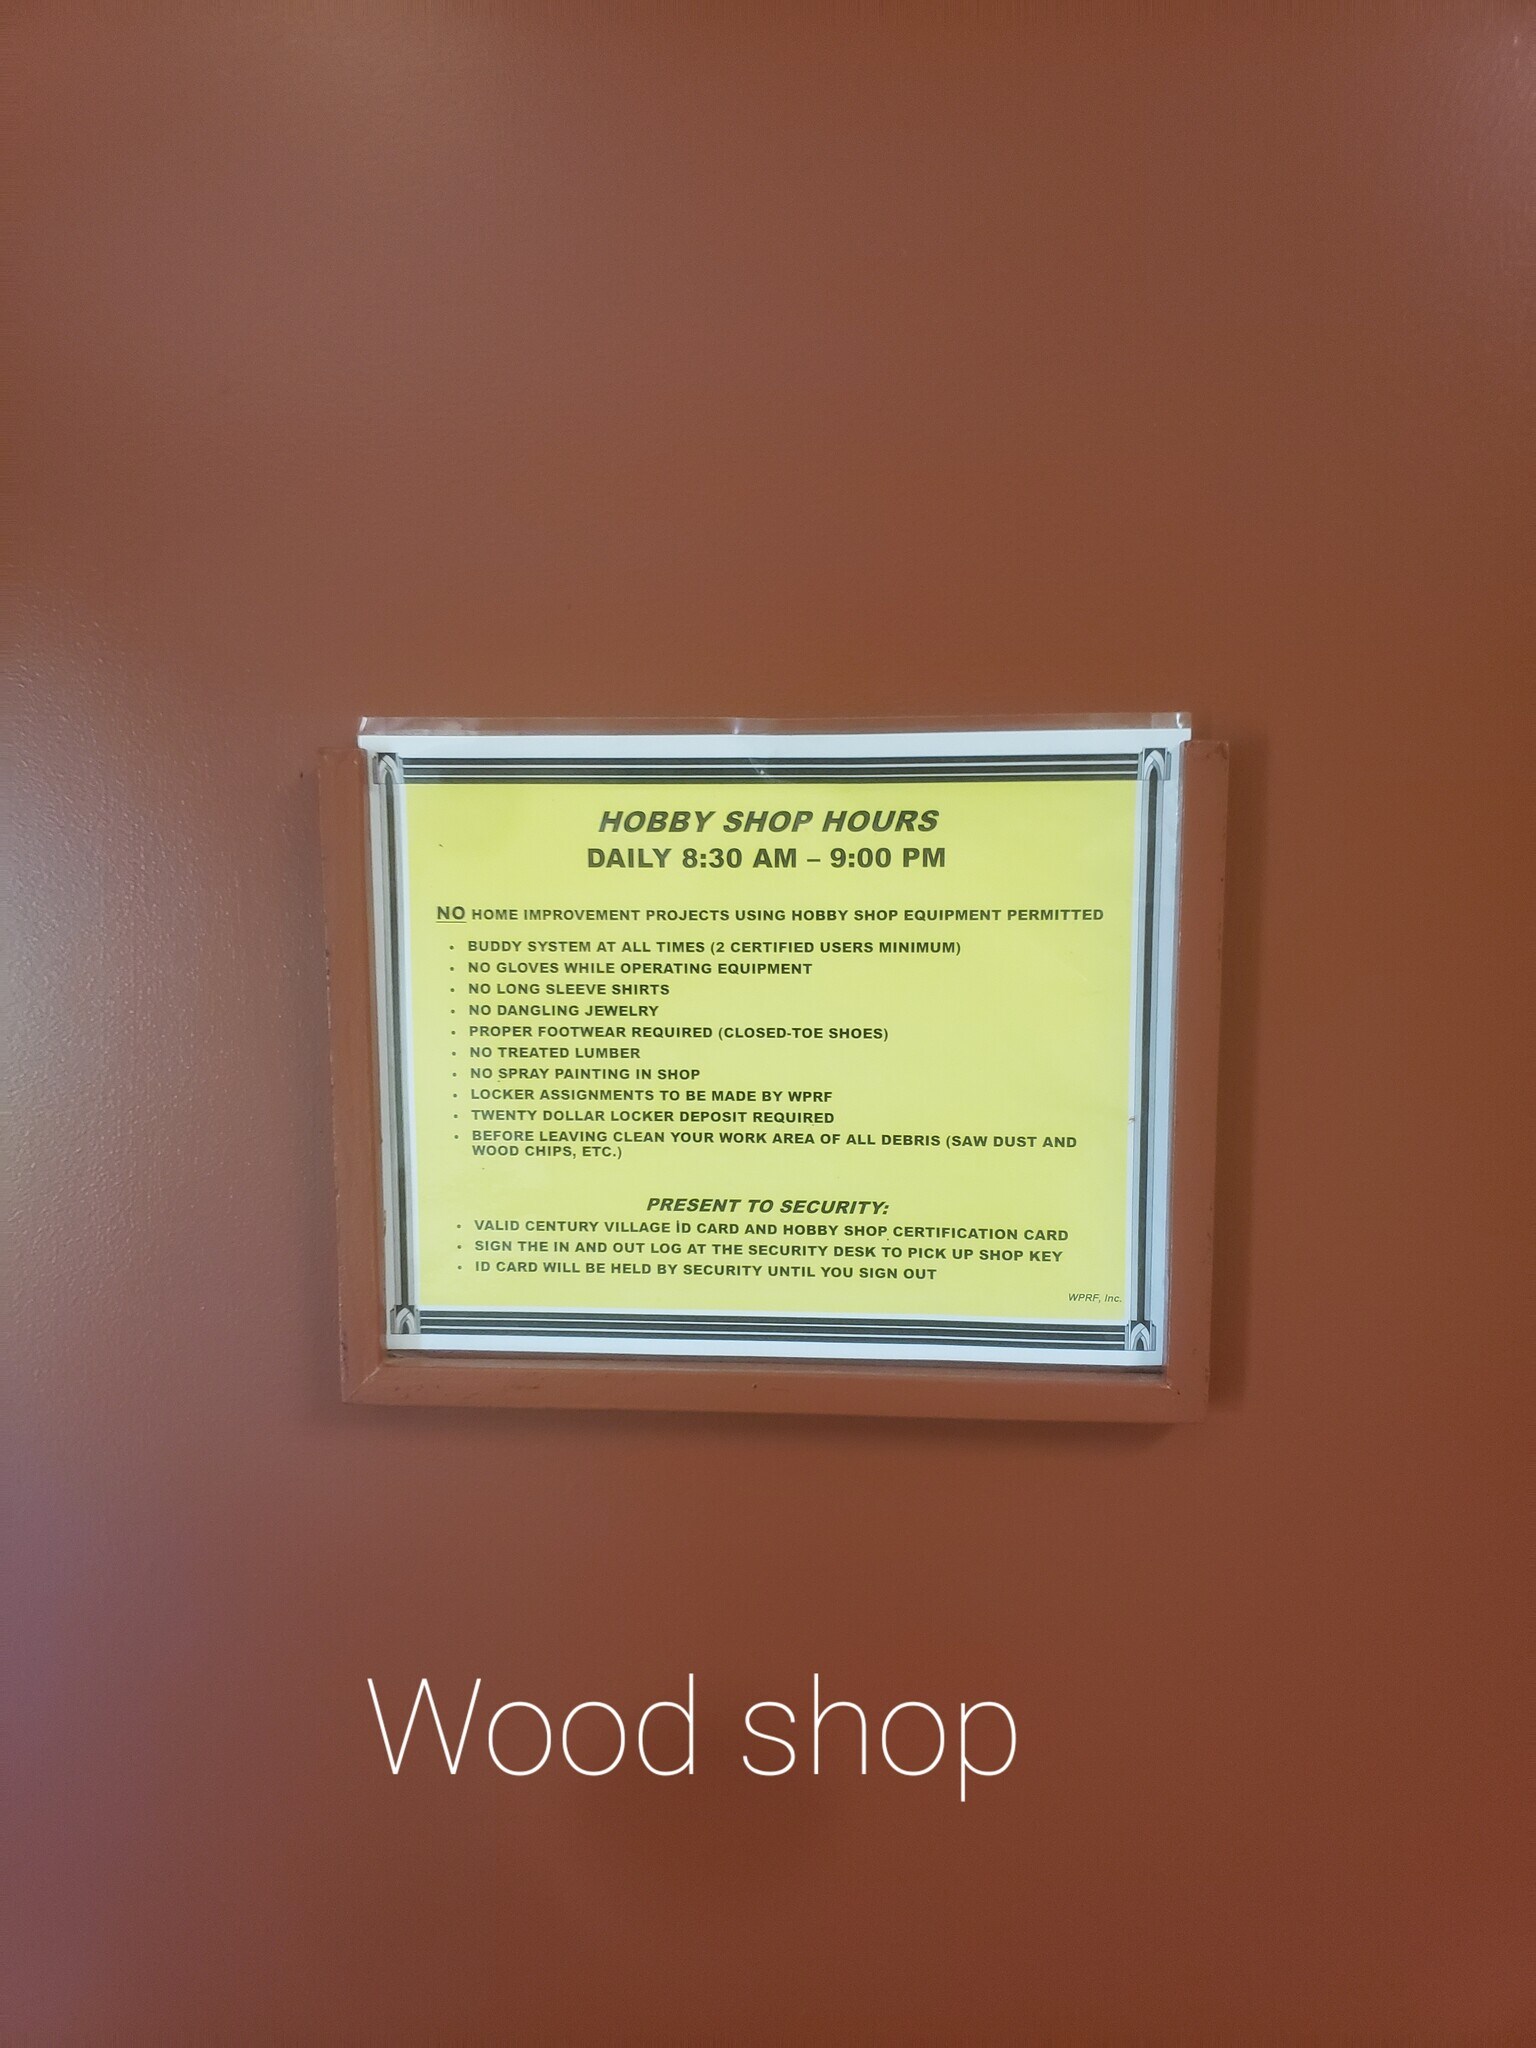 HOBBY SHOP HOURS
DAILY 8:30 AM – 9:00 PM
NO HOME IMPROVEMENT PROJECTS USING HOBBY SHOP EQUIPMENT PERMITTED
• BUDDY SYSTEM AT ALL TIMES (2 CERTIFIED USERS MINIMUM)
• NO GLOVES WHILE OPERATING EQUIPMENT
• NO LONG SLEEVE SHIRTS
• NO DANGLING JEWELRY
• PROPER FOOTWEAR REQUIRED (CLOSED-TOE SHOES)
• NO TREATED LUMBER
• NO SPRAY PAINTING IN SHOP
• LOCKER ASSIGNMENTS TO BE MADE BY WPRF
• TWENTY DOLLAR LOCKER DEPOSIT REQUIRED
• BEFORE LEAVING CLEAN YOUR WORK AREA OF ALL DEBRIS (SAW DUST AND
WOOD CHIPS, ETC.)
PRESENT TO SECURITY:
• VALID CENTURY VILLAGE ID CARD AND HOBBY SHOP CERTIFICATION CARD
• SIGN THE IN AND OUT LOG AT THE SECURITY DESK TO PICK UP SHOP KEY
• ID CARD WILL BE HELD BY SECURITY UNTIL YOU SIGN OUT
WPRF, Inc.
Wood shop